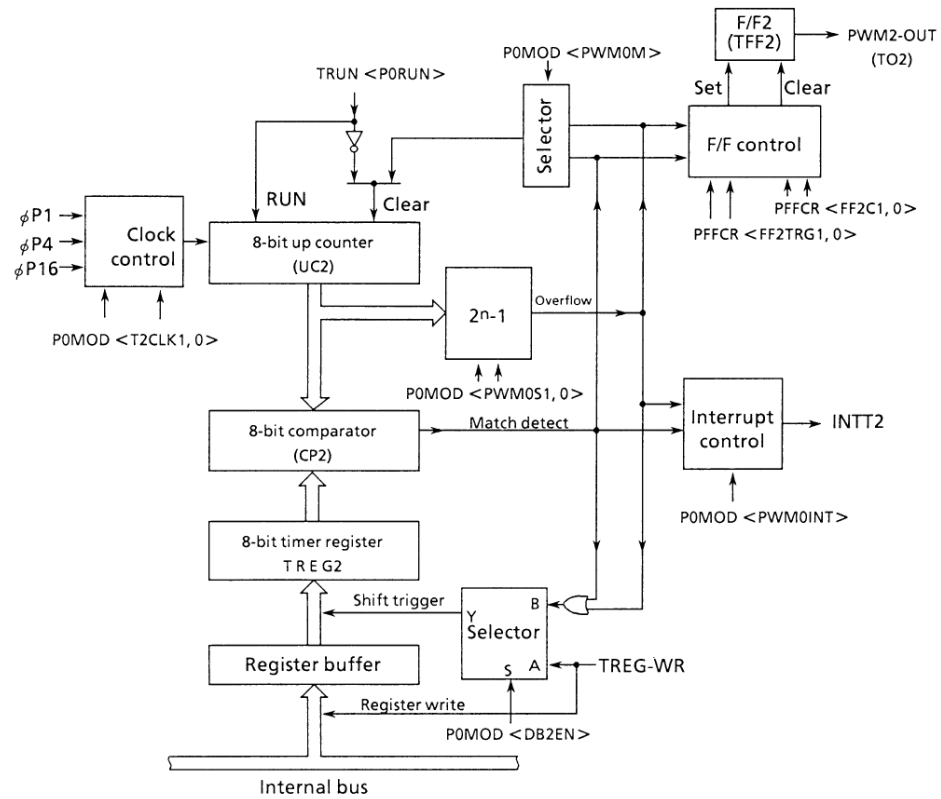 F/F2
(TFF2)
PWM2-OUT
(TO2)
P0MOD <PWM0M>
TRUN <P0RUN>
Set
Clear
Selector
F/F control
RUN
Clear
PFFCR <FF2C1, 0>
PFFCR <FF2TRG1, 0>
φP1
φP4
φP16
Clock
control
8-bit up counter
(UC2)
2n-1
Overflow
P0MOD <T2CLK1, 0>
P0MOD <PWM0S1, 0>
8-bit comparator
(CP2)
Match detect
Interrupt
control
INTT2
P0MOD <PWM0INT>
8-bit timer register
T R E G 2
Shift trigger
Y
B
Selector
S
A
TREG-WR
Register buffer
Register write
P0MOD <DB2EN>
Internal bus